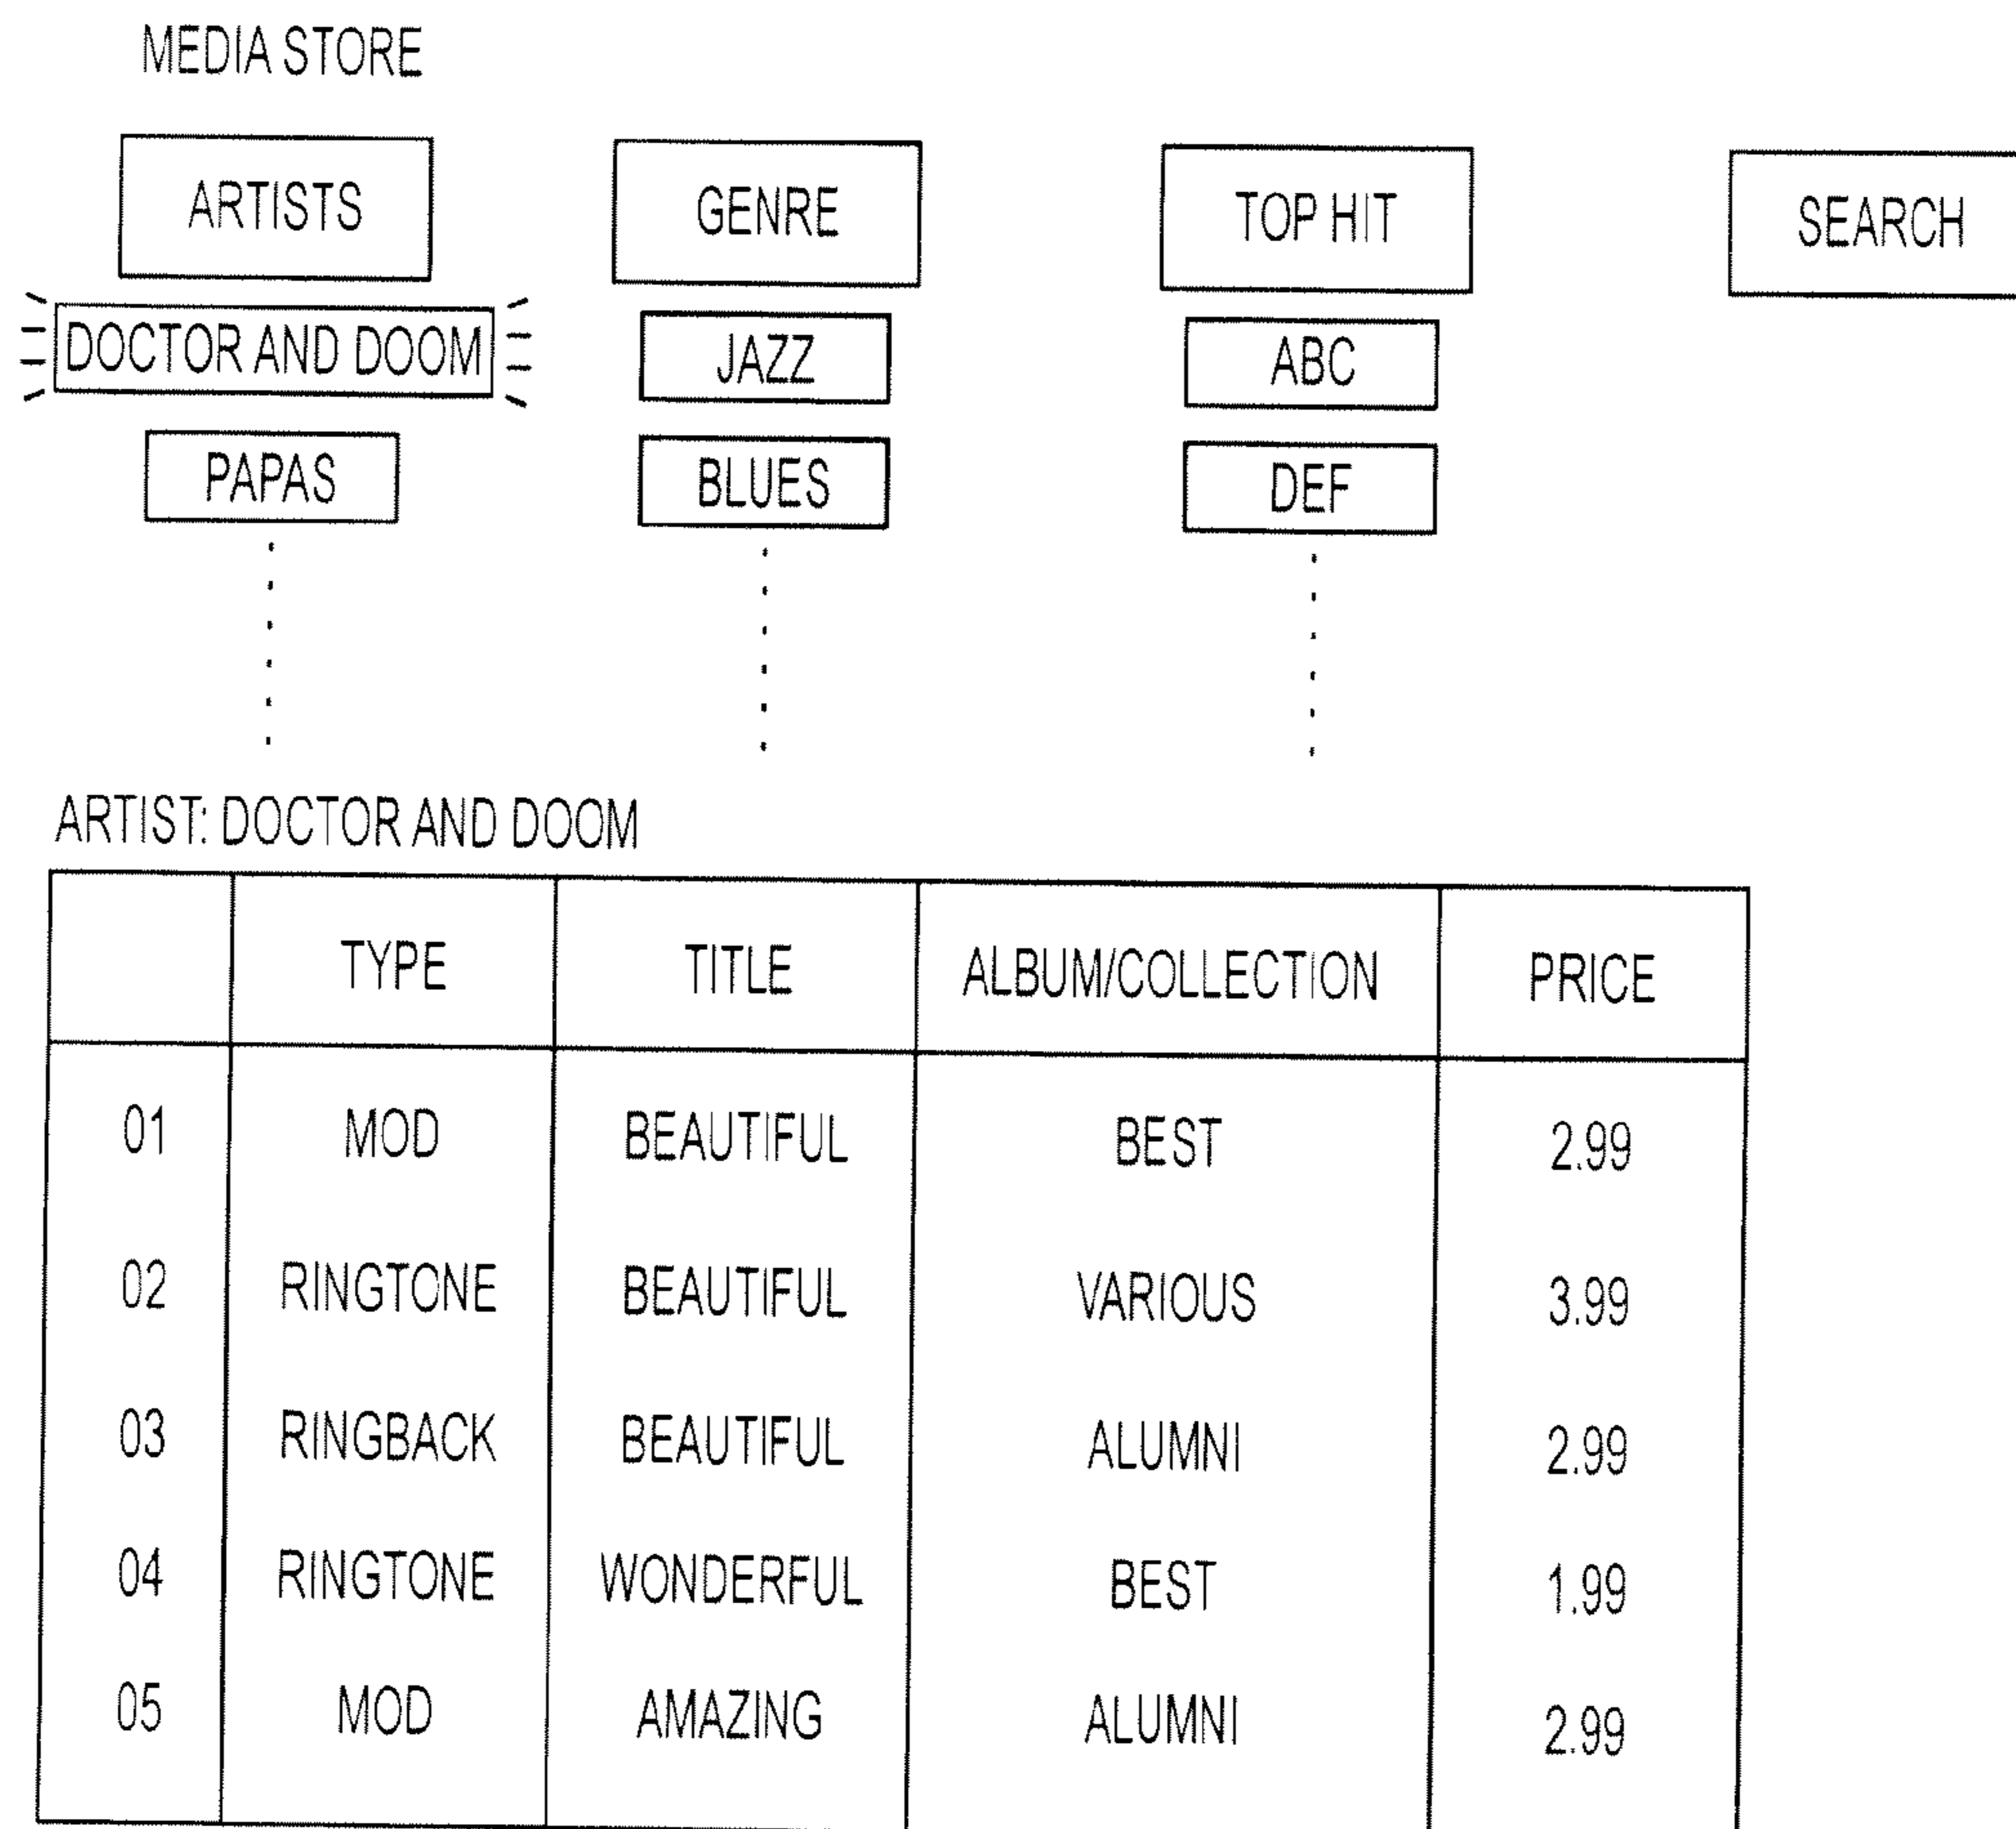 MEDIA STORE
ARTISTS GENRE TOP HIT SEARCH
DOCTOR AND DOOM JAZZ ABC
PAPAS BLUES DEF
ARTIST: DOCTOR AND DOOM
TYPE TITLE ALBUM/COLLECTION PRICE
01 MOD BEAUTIFUL BEST 2.99
02 RINGTONE BEAUTIFUL VARIOUS 3.99
03 RINGBACK BEAUTIFUL ALUMNI 2.99
04 RINGTONE WONDERFUL BEST 1.99
05 MOD AMAZING ALUMNI 2.99